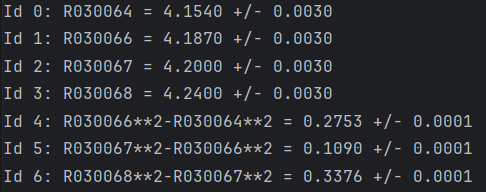 Id 0: R030064 = 4.1540 +/- 0.0030
Id 1: R030066 = 4.1870 +/- 0.0030
Id 2: R030067 = 4.2000 +/- 0.0030
Id 3: R030068 = 4.2400 +/- 0.0030
Id 4: R030066**2-R030064**2 = 0.2753 +/- 0.0001
Id 5: R030067**2-R030066**2 = 0.1090 +/- 0.0001
Id 6: R030068**2-R030067**2 = 0.3376 +/- 0.0001